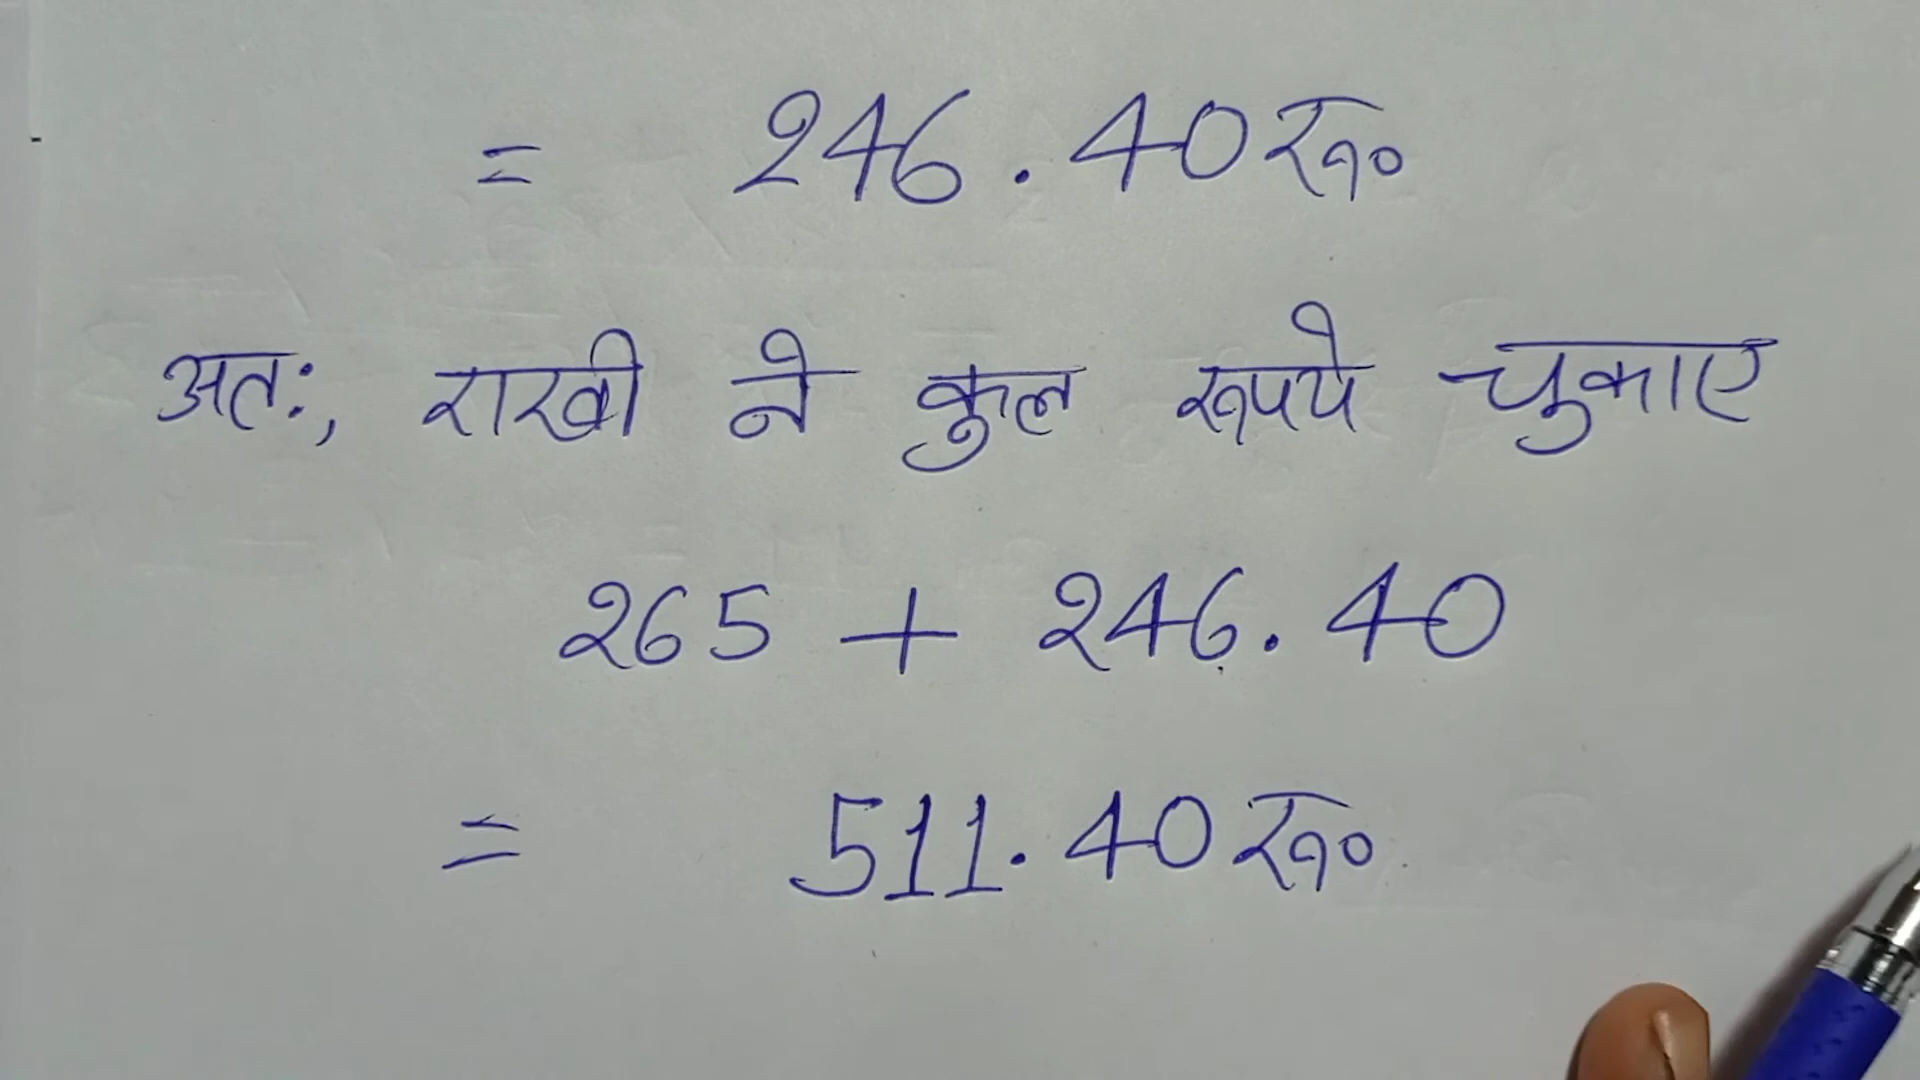 = 246.40 रू०
अतः, राखी ने कुल रूपये चुकाए
265 + 246.40
= 511.40 रू०